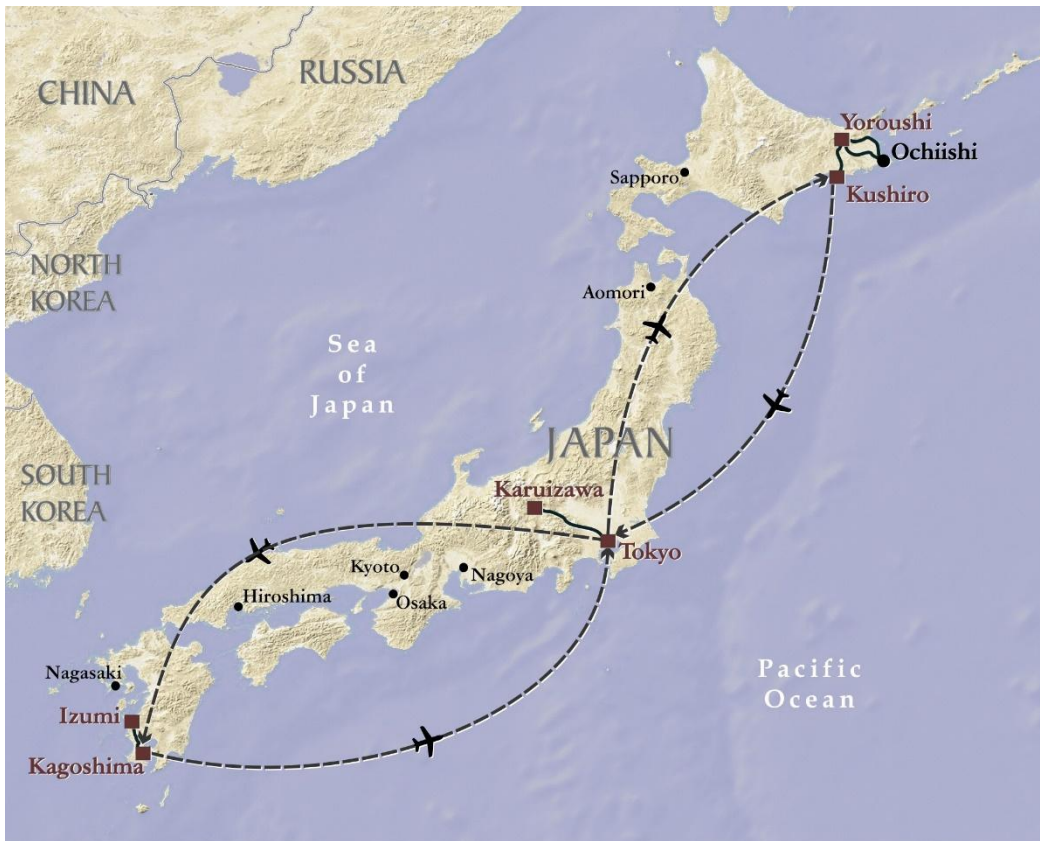 CHINA
RUSSIA
NORTH
KOREA
SOUTH
KOREA
Sea
of
Japan
JAPAN
Pacific
Ocean
Yoroushi
Ochiishi
Kushiro
Sapporo
Aomori
Karuizawa
Tokyo
Kyoto
Nagoya
Osaka
Hiroshima
Nagasaki
Izumi
Kagoshima